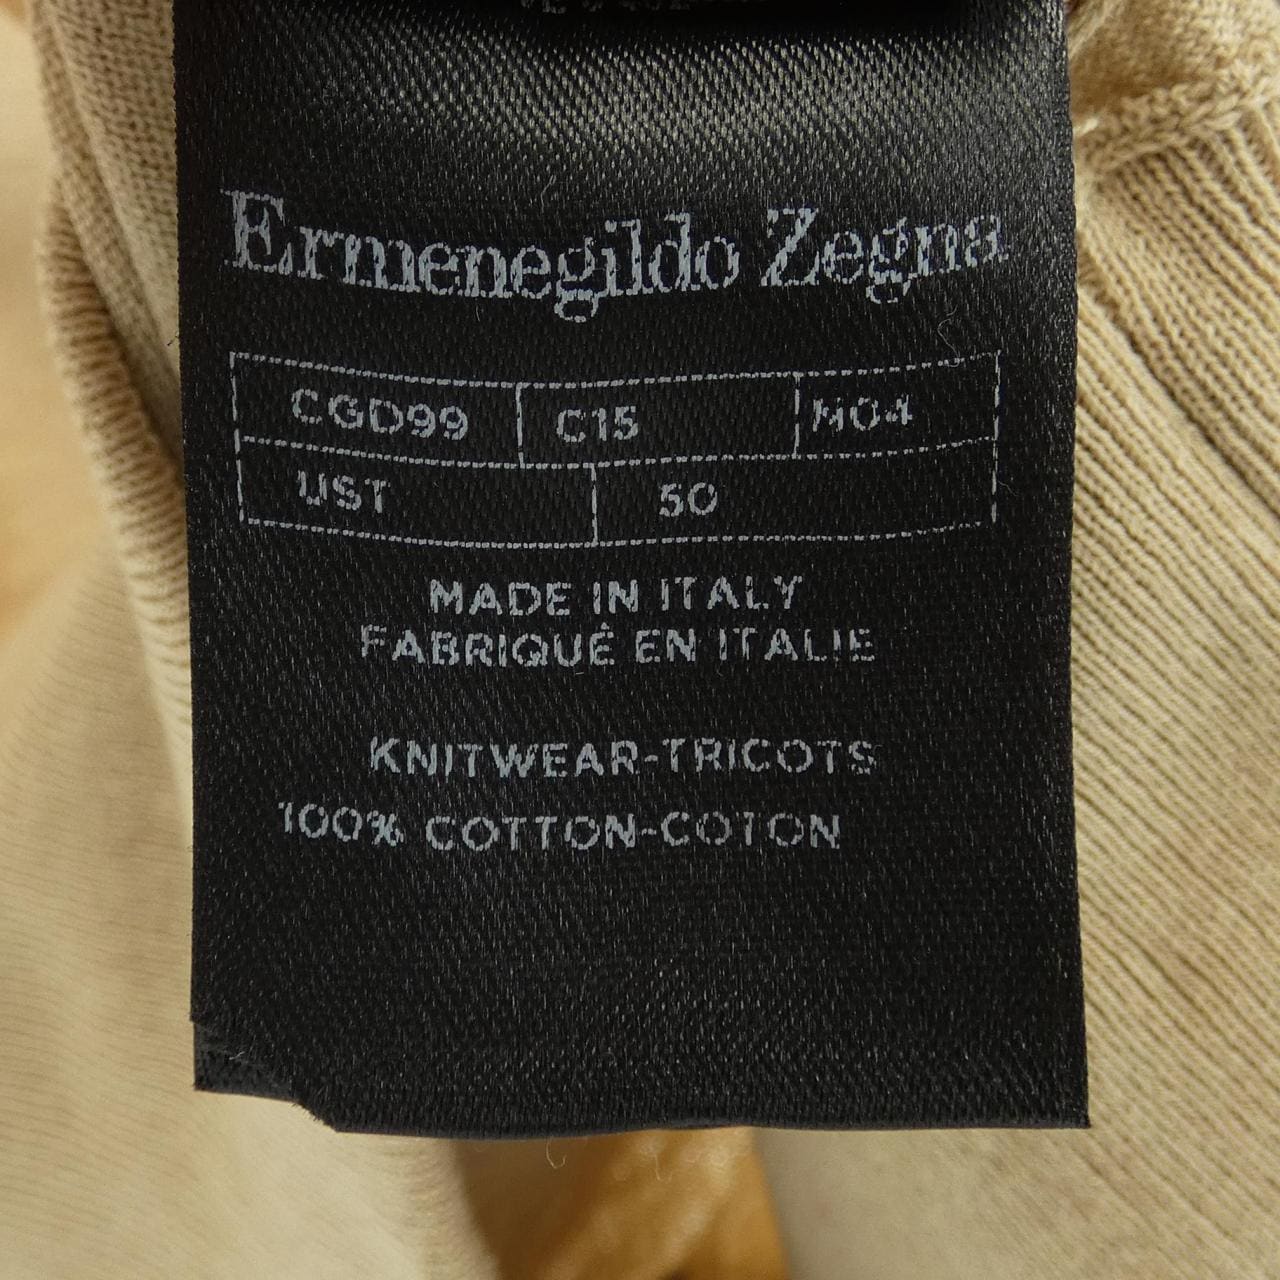 Ermenegildo Zegna
CGD99 C15 M04
UST 50
MADE IN ITALY
FABRIQUÉ EN ITALIE
KNITWEAR-TRICOTS
100% COTTON-COTON